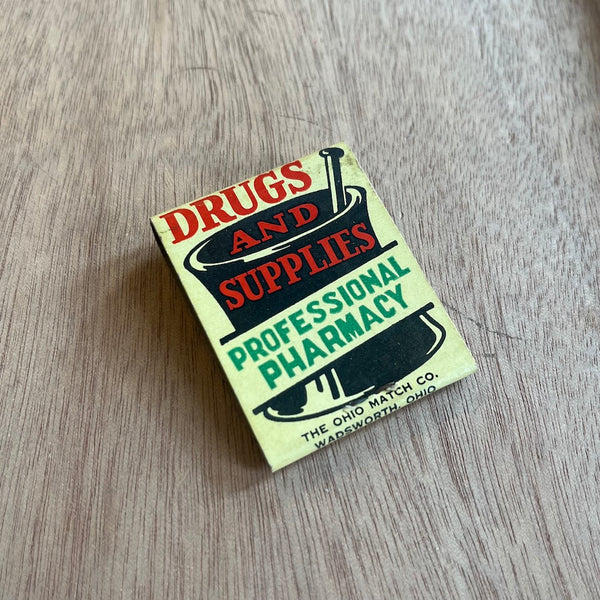 DRUGS
AND
SUPPLIES
PROFESSIONAL
PHARMACY
THE OHIO MATCH CO.
WADSWORTH, OHIO